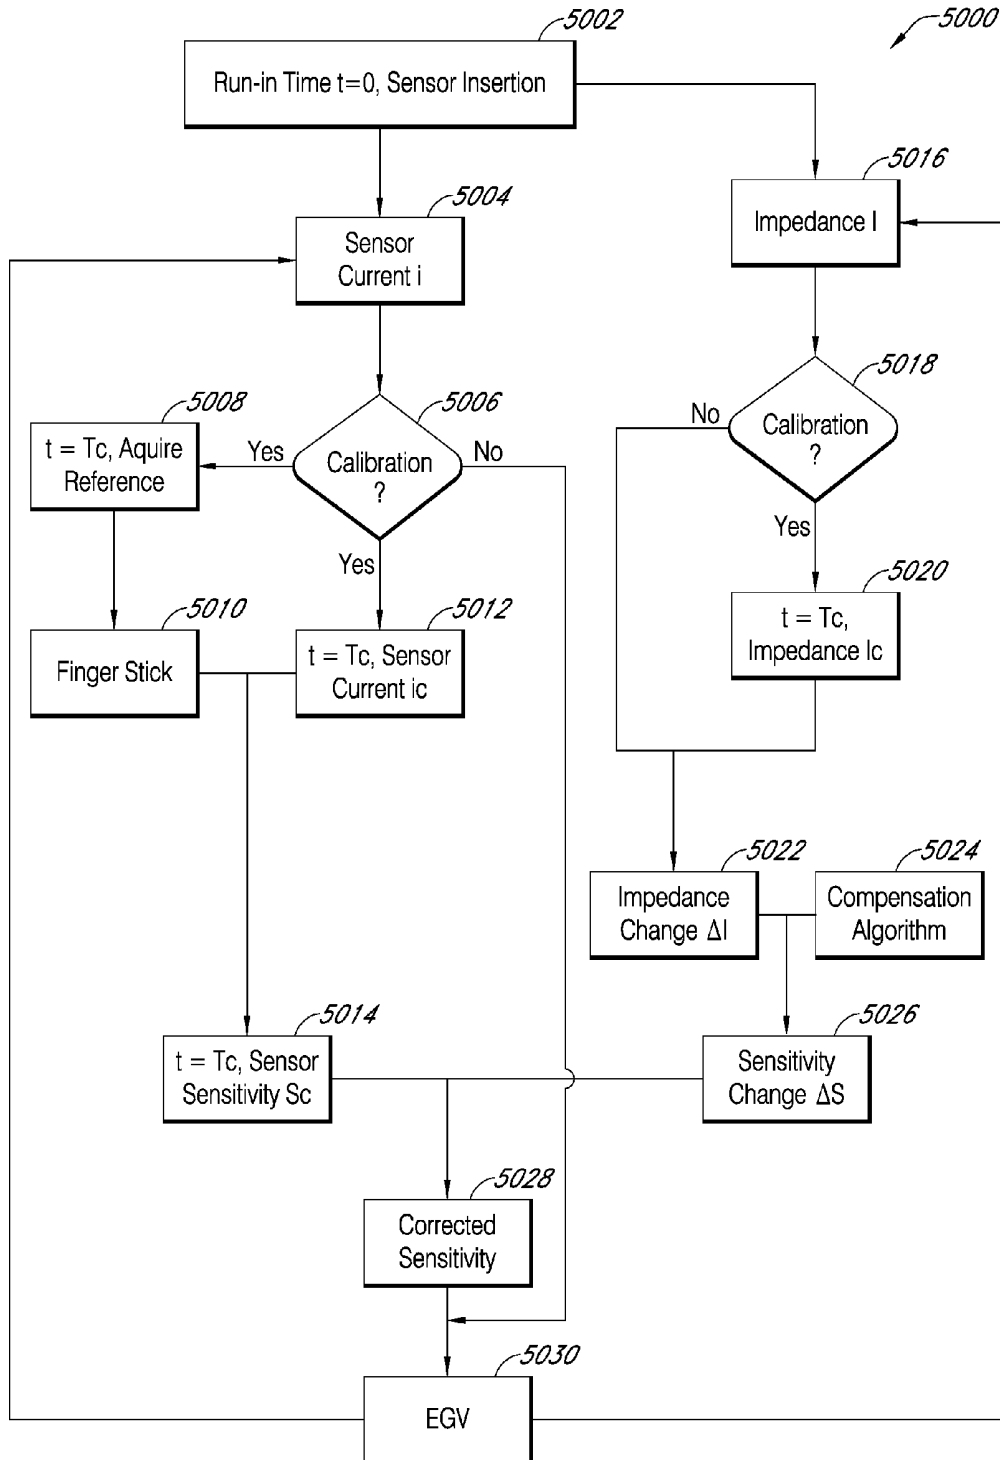 5002
5000
Run-in Time t=0, Sensor Insertion
5016
Impedance I
5004
Sensor
Current i
5018
Calibration
?
No
Yes
5008
t = Tc, Aquire
Reference
5006
Calibration
?
Yes
No
Yes
5020
t = Tc,
Impedance Ic
5010
Finger Stick
5012
t = Tc, Sensor
Current ic
5022
Impedance
Change ΔI
5024
Compensation
Algorithm
5014
t = Tc, Sensor
Sensitivity Sc
5026
Sensitivity
Change ΔS
5028
Corrected
Sensitivity
5030
EGV